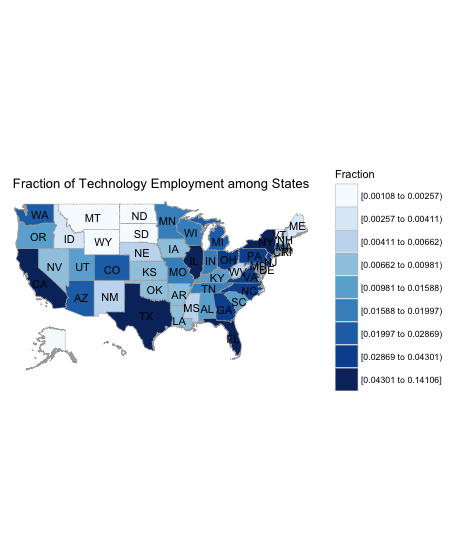 Fraction of Technology Employment among States
WA
MT
ND
MN
ME
OR
ID
SD
WI
MI
NY
VT
NH
WY
NE
IA
IL
IN
OH
PA
NJ
NV
UT
CO
KS
MO
KY
WV
VA
DE
CA
AZ
NM
OK
AR
TN
NC
SC
TX
LA
MS
AL
GA
FL
Fraction
[0.00108 to 0.00257)
[0.00257 to 0.00411)
[0.00411 to 0.00662)
[0.00662 to 0.00981)
[0.00981 to 0.01588)
[0.01588 to 0.01997)
[0.01997 to 0.02869)
[0.02869 to 0.04301)
[0.04301 to 0.14106]